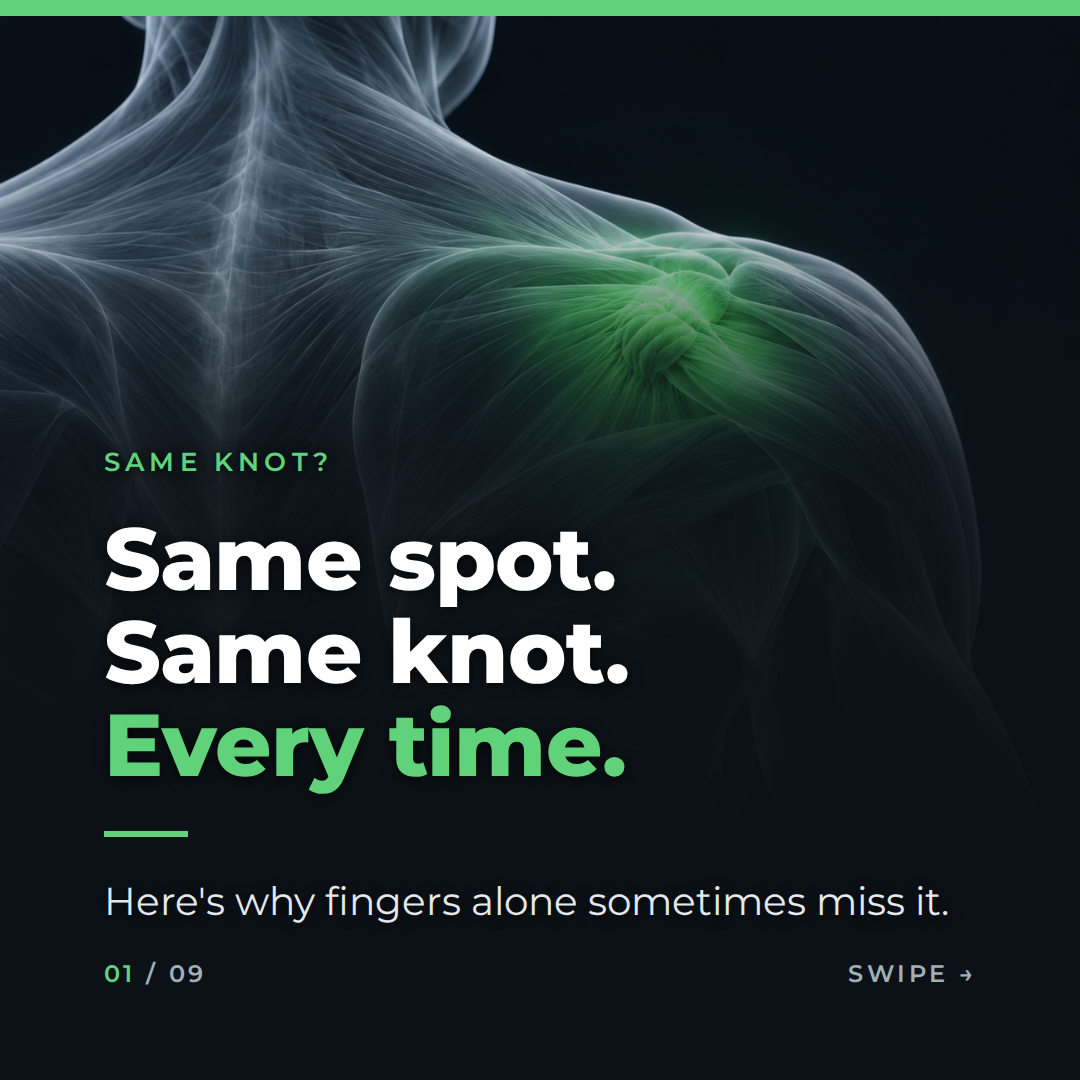 SAME KNOT?
Same spot.
Same knot.
Every time.
Here's why fingers alone sometimes miss it.
01 / 09
SWIPE →